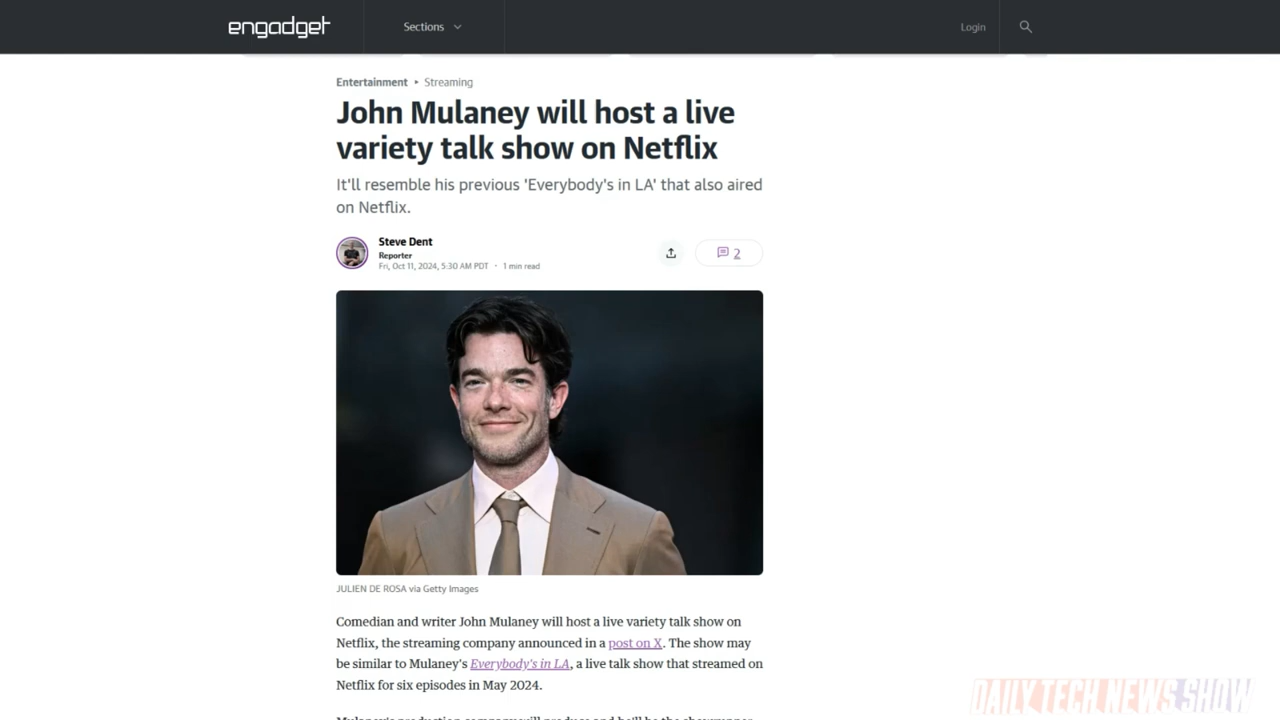 engadget
Sections
Login
Entertainment ▸ Streaming
John Mulaney will host a live
variety talk show on Netflix
It'll resemble his previous 'Everybody's in LA' that also aired
on Netflix.
Steve Dent
Reporter
Fri, Oct 11, 2024, 5:30 AM PDT · 1 min read
2
JULIEN DE ROSA via Getty Images
Comedian and writer John Mulaney will host a live variety talk show on
Netflix, the streaming company announced in a post on X. The show may
be similar to Mulaney's Everybody's in LA, a live talk show that streamed on
Netflix for six episodes in May 2024.
DAILY TECH NEWS SHOW